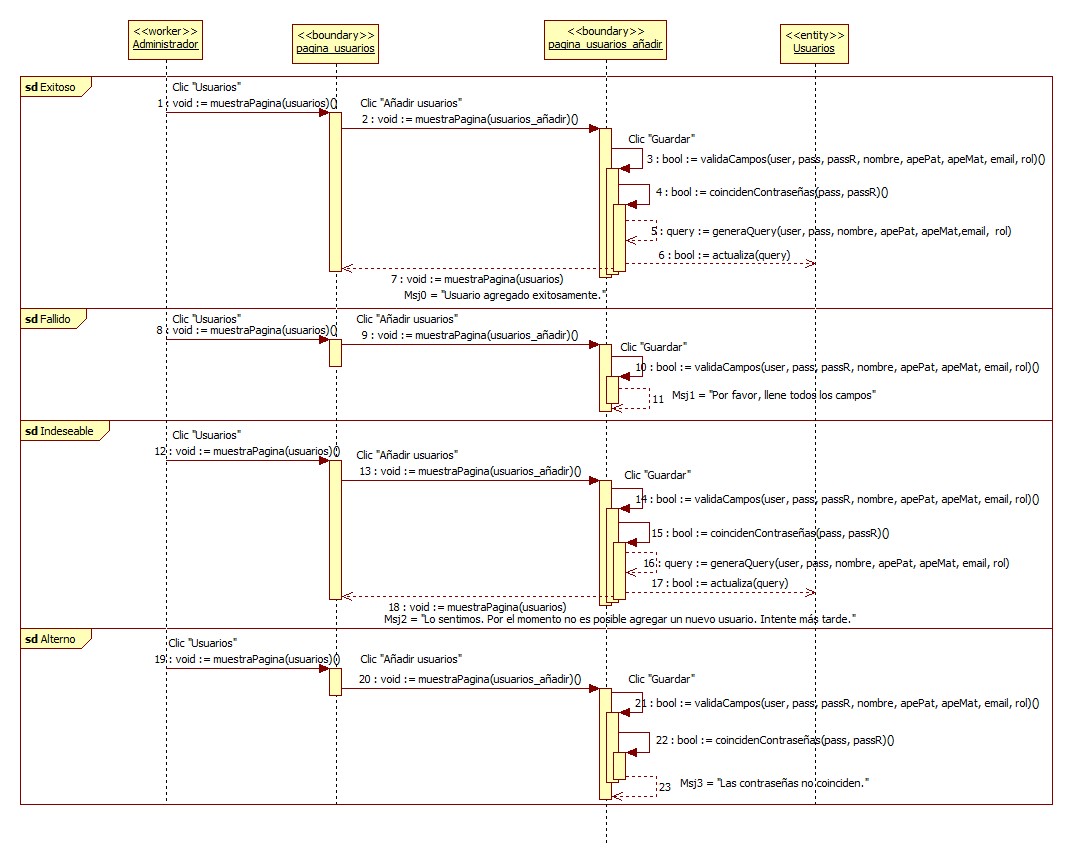 <<worker>>
Administrador
<<boundary>>
pagina_usuarios
<<boundary>>
pagina_usuarios_añadir
<<entity>>
Usuarios
sd Exitoso
Clic "Usuarios"
1 : void := muestraPagina(usuarios)()
Clic "Añadir usuarios"
2 : void := muestraPagina(usuarios_añadir)()
Clic "Guardar"
3 : bool := validaCampos(user, pass, passR, nombre, apePat, apeMat, email, rol)()
4 : bool := coincidenContraseñas(pass, passR)()
5 : query := generaQuery(user, pass, nombre, apePat, apeMat,email, rol)
6 : bool := actualiza(query)
7 : void := muestraPagina(usuarios)
Msj0 = "Usuario agregado exitosamente."
sd Fallido
Clic "Usuarios"
8 : void := muestraPagina(usuarios)()
Clic "Añadir usuarios"
9 : void := muestraPagina(usuarios_añadir)()
Clic "Guardar"
10 : bool := validaCampos(user, pass, passR, nombre, apePat, apeMat, email, rol)()
11
Msj1 = "Por favor, llene todos los campos"
sd Indeseable
Clic "Usuarios"
12 : void := muestraPagina(usuarios)()
Clic "Añadir usuarios"
13 : void := muestraPagina(usuarios_añadir)()
Clic "Guardar"
14 : bool := validaCampos(user, pass, passR, nombre, apePat, apeMat, email, rol)()
15 : bool := coincidenContraseñas(pass, passR)()
16 : query := generaQuery(user, pass, nombre, apePat, apeMat, email, rol)
17 : bool := actualiza(query)
18 : void := muestraPagina(usuarios)
Msj2 = "Lo sentimos. Por el momento no es posible agregar un nuevo usuario. Intente más tarde."
sd Alterno
Clic "Usuarios"
19 : void := muestraPagina(usuarios)()
Clic "Añadir usuarios"
20 : void := muestraPagina(usuarios_añadir)()
Clic "Guardar"
21 : bool := validaCampos(user, pass, passR, nombre, apePat, apeMat, email, rol)()
22 : bool := coincidenContraseñas(pass, passR)()
23
Msj3 = "Las contraseñas no coinciden."